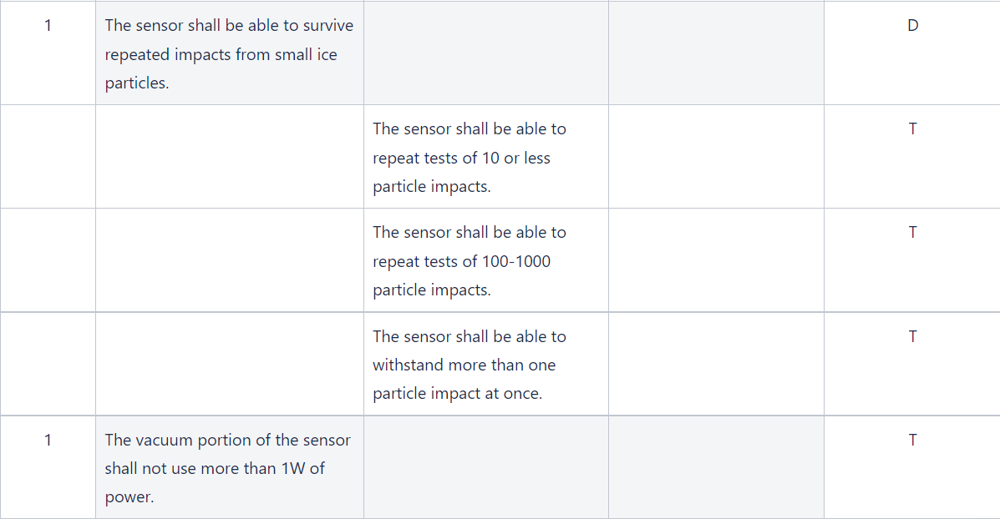 1
The sensor shall be able to survive
repeated impacts from small ice
particles.
D
The sensor shall be able to
repeat tests of 10 or less
particle impacts.
T
The sensor shall be able to
repeat tests of 100-1000
particle impacts.
T
The sensor shall be able to
withstand more than one
particle impact at once.
T
1
The vacuum portion of the sensor
shall not use more than 1W of
power.
T